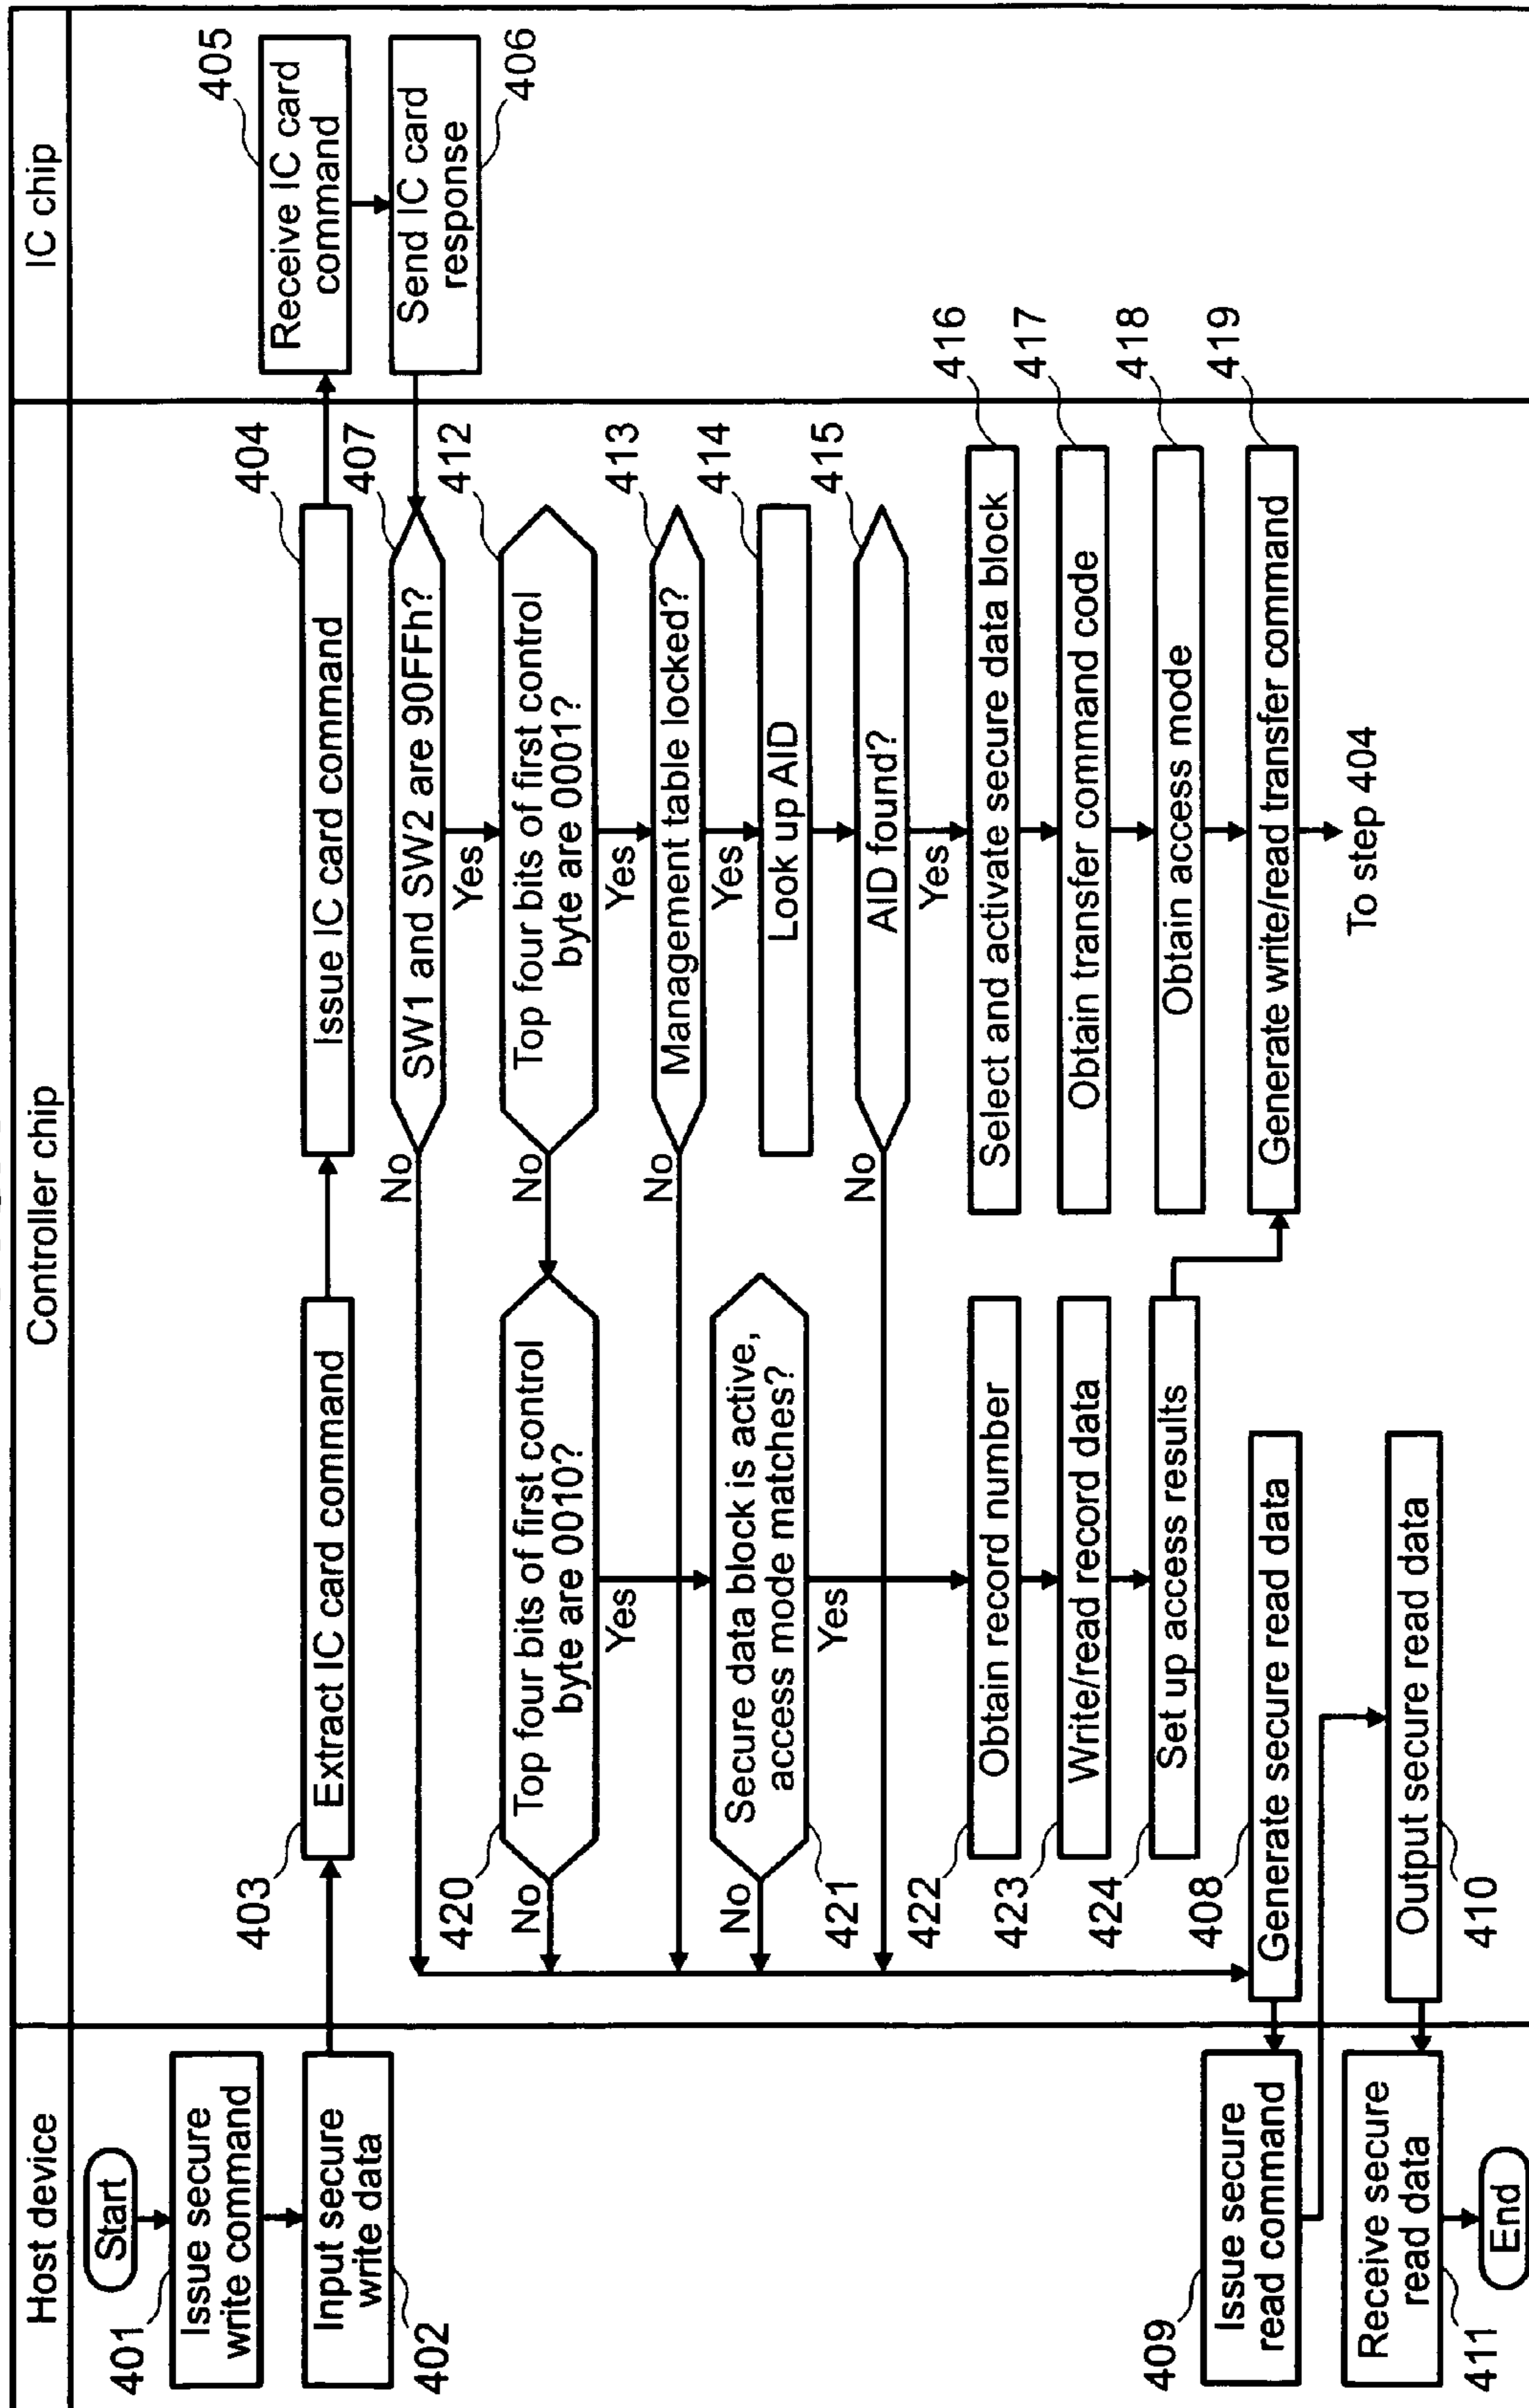 Host device
Controller chip
IC chip
Start
401
Issue secure
write command
402
Input secure
write data
403
Extract IC card command
404
Issue IC card command
405
Receive IC card
command
406
Send IC card
response
407
SW1 and SW2 are 90FFh?
No
Yes
412
Top four bits of first control
byte are 0001?
No
Yes
420
Top four bits of first control
byte are 0010?
No
Yes
413
Management table locked?
No
Yes
414
Look up AID
421
Secure data block is active,
access mode matches?
No
Yes
415
AID found?
No
Yes
416
Select and activate secure data block
417
Obtain transfer command code
418
Obtain access mode
419
Generate write/read transfer command
To step 404
422
Obtain record number
423
Write/read record data
424
Set up access results
408
Generate secure read data
409
Issue secure
read command
410
Output secure read data
411
Receive secure
read data
End